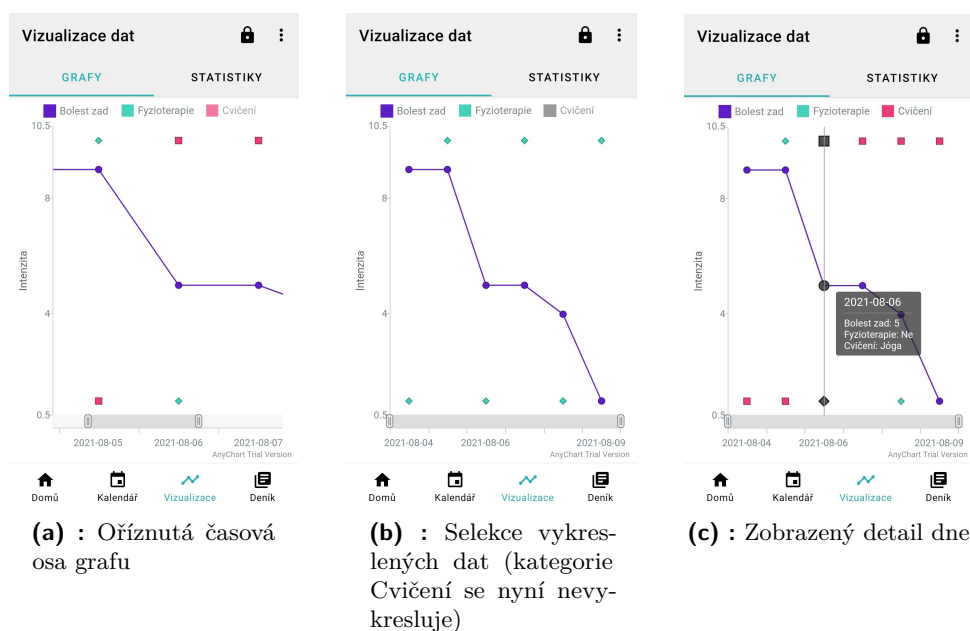 Vizualizace dat
GRAFY STATISTIKY
Bolest zad Fyzioterapie Cvičení
10.5
8
Intenzita
4
0.5
2021-08-05 2021-08-06 2021-08-07
AnyChart Trial Version
Domů Kalendář Vizualizace Deník
(a) : Oříznutá časová
osa grafu
Vizualizace dat
GRAFY STATISTIKY
Bolest zad Fyzioterapie Cvičení
10.5
8
Intenzita
4
0.5
2021-08-04 2021-08-06 2021-08-09
AnyChart Trial Version
Domů Kalendář Vizualizace Deník
(b) : Selekce vykres-
lených dat (kategorie
Cvičení se nyní nevy-
kresluje)
Vizualizace dat
GRAFY STATISTIKY
Bolest zad Fyzioterapie Cvičení
10.5
8
Intenzita
4
2021-08-06
Bolest zad: 5
Fyzioterapie: Ne
Cvičení: Jóga
0.5
2021-08-04 2021-08-06 2021-08-09
AnyChart Trial Version
Domů Kalendář Vizualizace Deník
(c) : Zobrazený detail dne